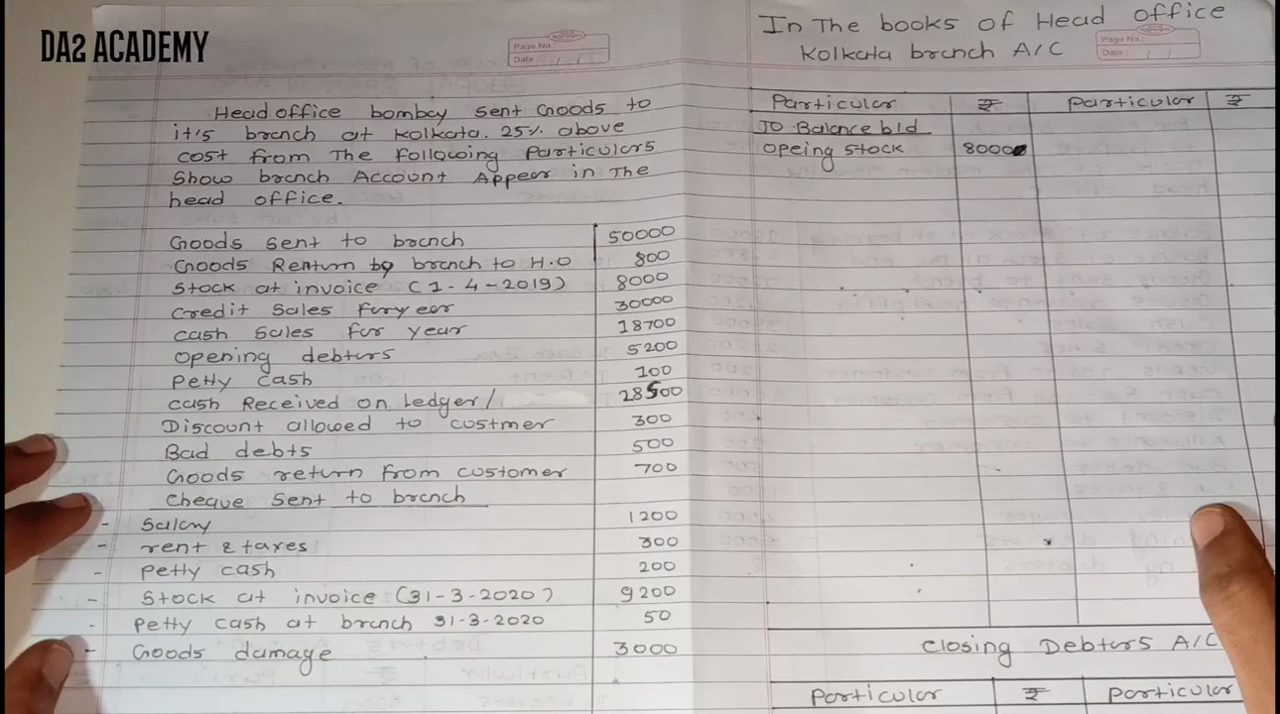 DA2 ACADEMY
Page No.
Date: / /
Head office bombay sent Goods to
it's branch at Kolkata. 25% above
cost from The Following Particulars
Show branch Account Appear in The
head office.
Goods sent to branch 50000
Goods Renturn by branch to H.O 800
Stock at invoice (1-4-2019) 8000
Credit Sales Furyear 30000
cash sales for year 18700
Opening debturs 5200
Petty cash 100
cash Received on Ledger/ 28500
Discount allowed to custmer 300
Bad debts 500
Goods return from customer 700
cheque sent to branch
- Salary 1200
- rent & taxes 300
- Petty cash 200
- Stock at invoice (31-3-2020) 9200
- Petty cash at branch 31-3-2020 50
- Goods damage 3000
In The books of Head office
Kolkata branch A/C
Page No.:
Date: / /
Particular ₹ Particular ₹
TO Balance b/d
Opeing Stock 8000
Closing Debturs A/C
Particular ₹ Particular